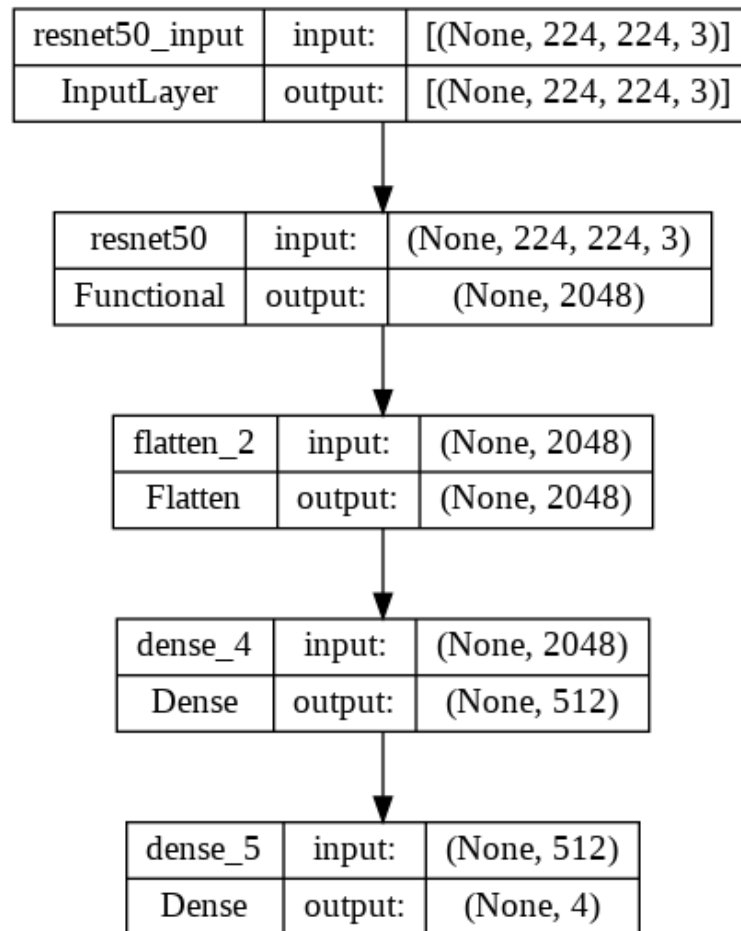 resnet50_input input: [(None, 224, 224, 3)]
InputLayer output: [(None, 224, 224, 3)]
resnet50 input: (None, 224, 224, 3)
Functional output: (None, 2048)
flatten_2 input: (None, 2048)
Flatten output: (None, 2048)
dense_4 input: (None, 2048)
Dense output: (None, 512)
dense_5 input: (None, 512)
Dense output: (None, 4)